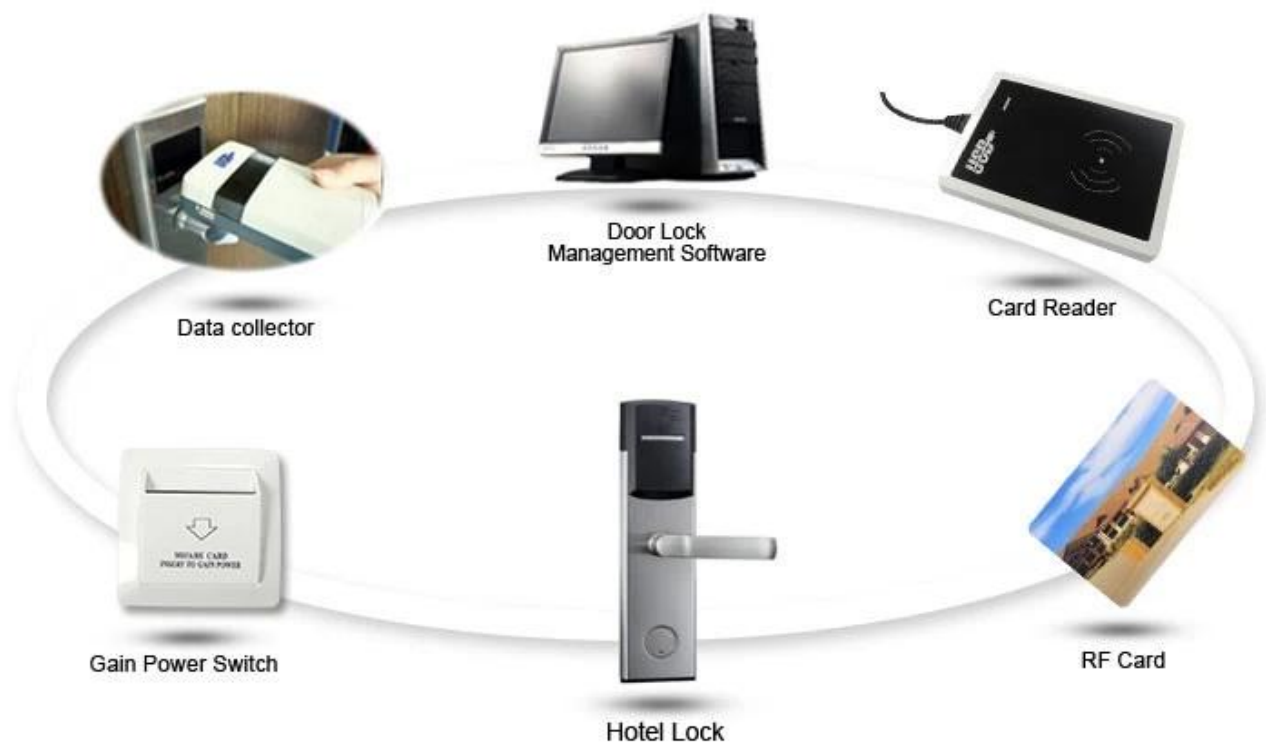 Door Lock
Management Software
Card Reader
Data collector
MIFARE CARD
INSERT TO GAIN POWER
Gain Power Switch
RF Card
Hotel Lock